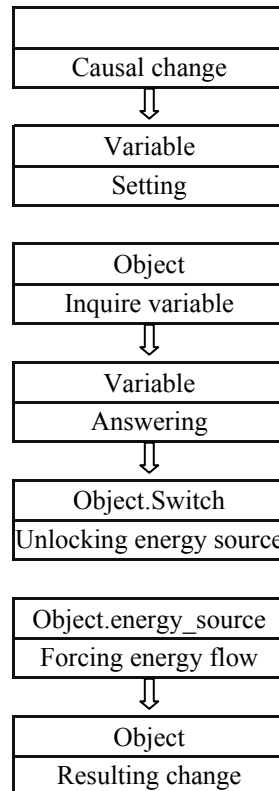 Causal change
Variable
Setting
Object
Inquire variable
Variable
Answering
Object.Switch
Unlocking energy source
Object.energy_source
Forcing energy flow
Object
Resulting change